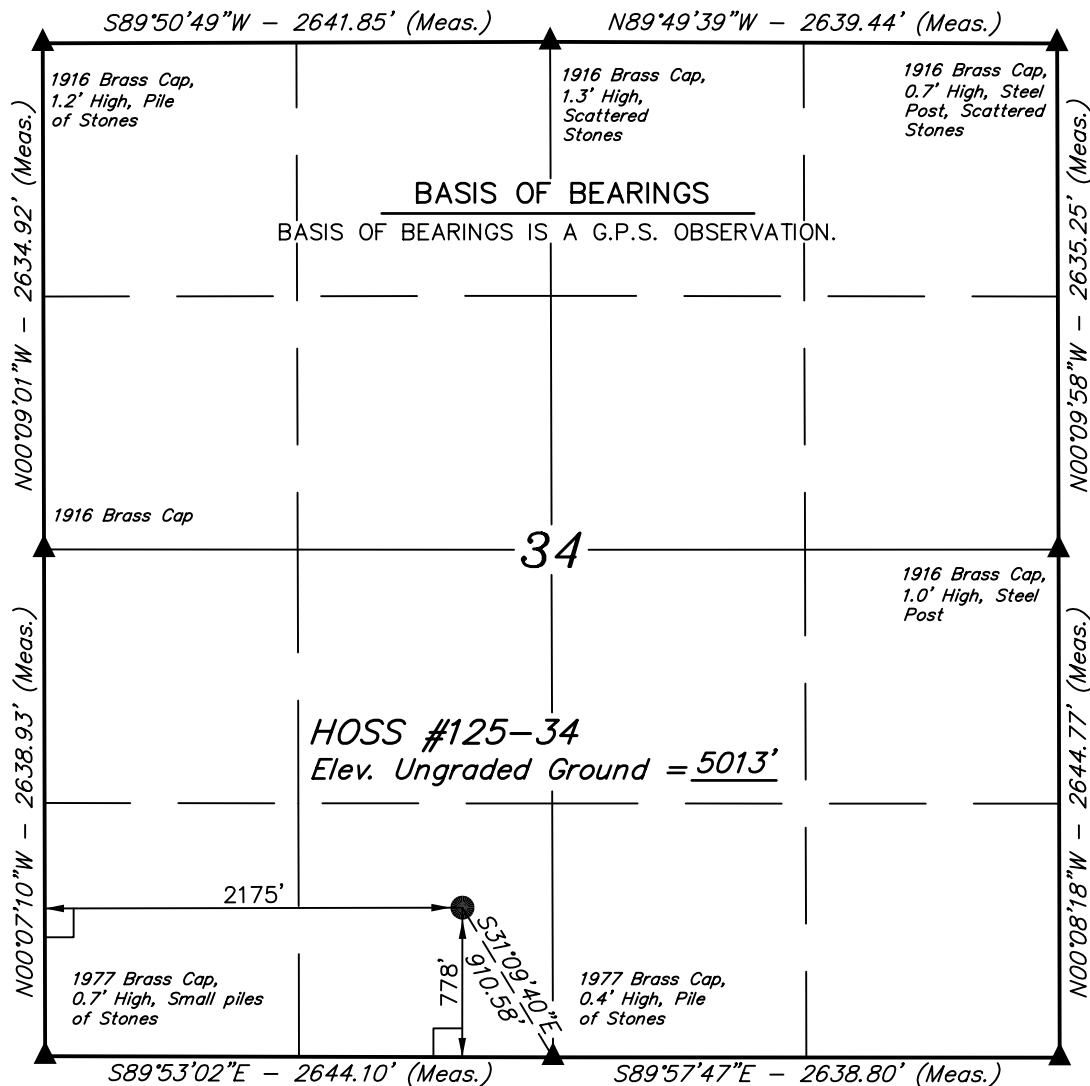 S89°50'49"W - 2641.85' (Meas.)
N89°49'39"W - 2639.44' (Meas.)
1916 Brass Cap,
1.2' High, Pile
of Stones
1916 Brass Cap,
1.3' High,
Scattered
Stones
1916 Brass Cap,
0.7' High, Steel
Post, Scattered
Stones
N00°09'01"W - 2634.92' (Meas.)
N00°09'58"W - 2635.25' (Meas.)
BASIS OF BEARINGS
BASIS OF BEARINGS IS A G.P.S. OBSERVATION.
1916 Brass Cap
34
1916 Brass Cap,
1.0' High, Steel
Post
N00°07'10"W - 2638.93' (Meas.)
N00°08'18"W - 2644.77' (Meas.)
HOSS #125-34
Elev. Ungraded Ground = 5013'
2175'
778'
S31°09'40"E
910.58'
1977 Brass Cap,
0.7' High, Small piles
of Stones
1977 Brass Cap,
0.4' High, Pile
of Stones
S89°53'02"E - 2644.10' (Meas.)
S89°57'47"E - 2638.80' (Meas.)